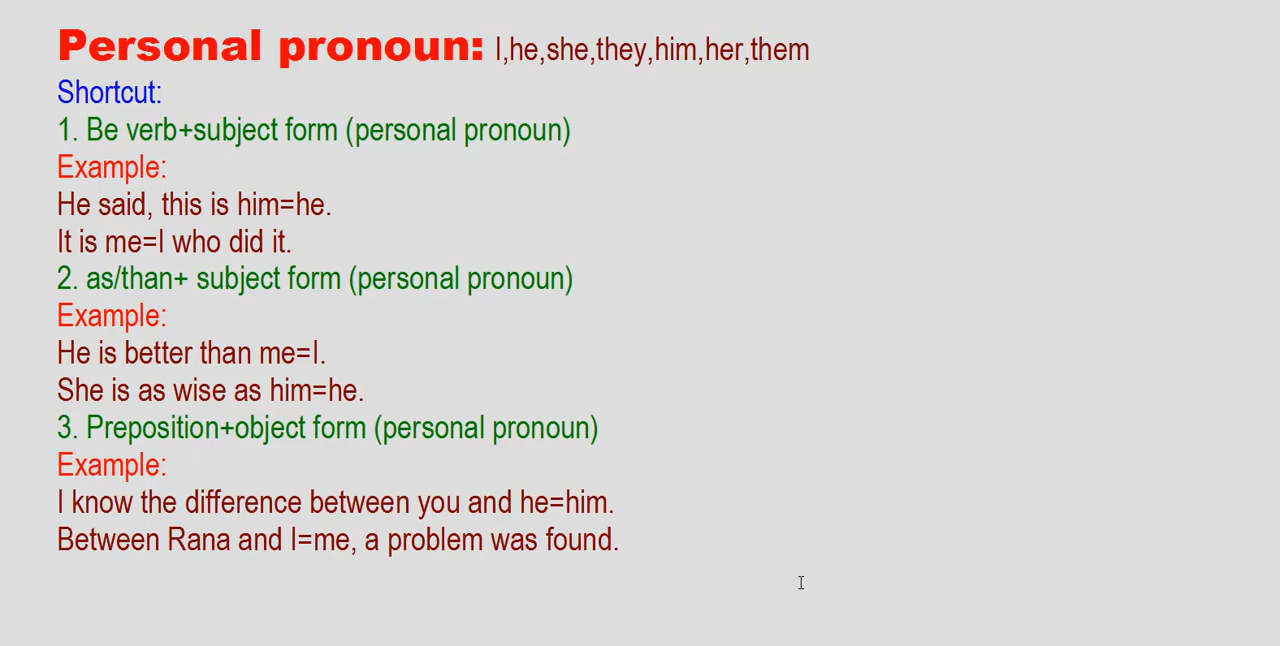 Personal pronoun: I,he,she,they,him,her,them
Shortcut:
1. Be verb+subject form (personal pronoun)
Example:
He said, this is him=he.
It is me=I who did it.
2. as/than+ subject form (personal pronoun)
Example:
He is better than me=I.
She is as wise as him=he.
3. Preposition+object form (personal pronoun)
Example:
I know the difference between you and he=him.
Between Rana and I=me, a problem was found.